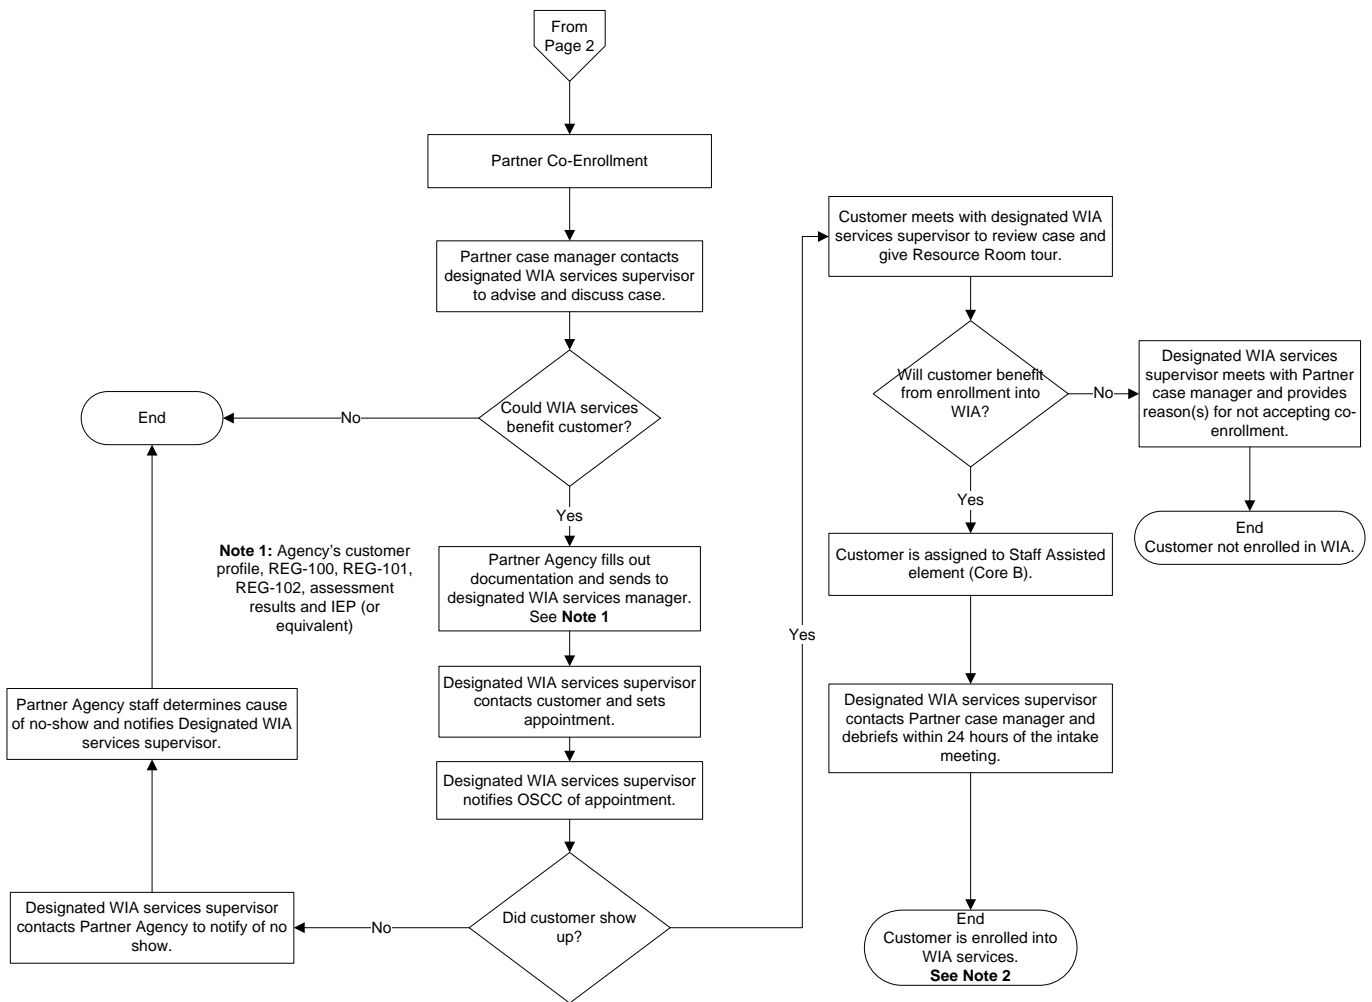 From
Page 2
Partner Co-Enrollment
Partner case manager contacts
designated WIA services supervisor
to advise and discuss case.
Could WIA services
benefit customer?
No
End
Yes
Note 1: Agency's customer
profile, REG-100, REG-101,
REG-102, assessment
results and IEP (or
equivalent)
Partner Agency fills out
documentation and sends to
designated WIA services manager.
See Note 1
Designated WIA services supervisor
contacts customer and sets
appointment.
Designated WIA services supervisor
notifies OSCC of appointment.
Did customer show
up?
No
Designated WIA services supervisor
contacts Partner Agency to notify of no
show.
Partner Agency staff determines cause
of no-show and notifies Designated WIA
services supervisor.
Yes
Customer meets with designated WIA
services supervisor to review case and
give Resource Room tour.
Will customer benefit
from enrollment into
WIA?
No
Designated WIA services
supervisor meets with Partner
case manager and provides
reason(s) for not accepting co-
enrollment.
End
Customer not enrolled in WIA.
Yes
Customer is assigned to Staff Assisted
element (Core B).
Designated WIA services supervisor
contacts Partner case manager and
debriefs within 24 hours of the intake
meeting.
End
Customer is enrolled into
WIA services.
See Note 2